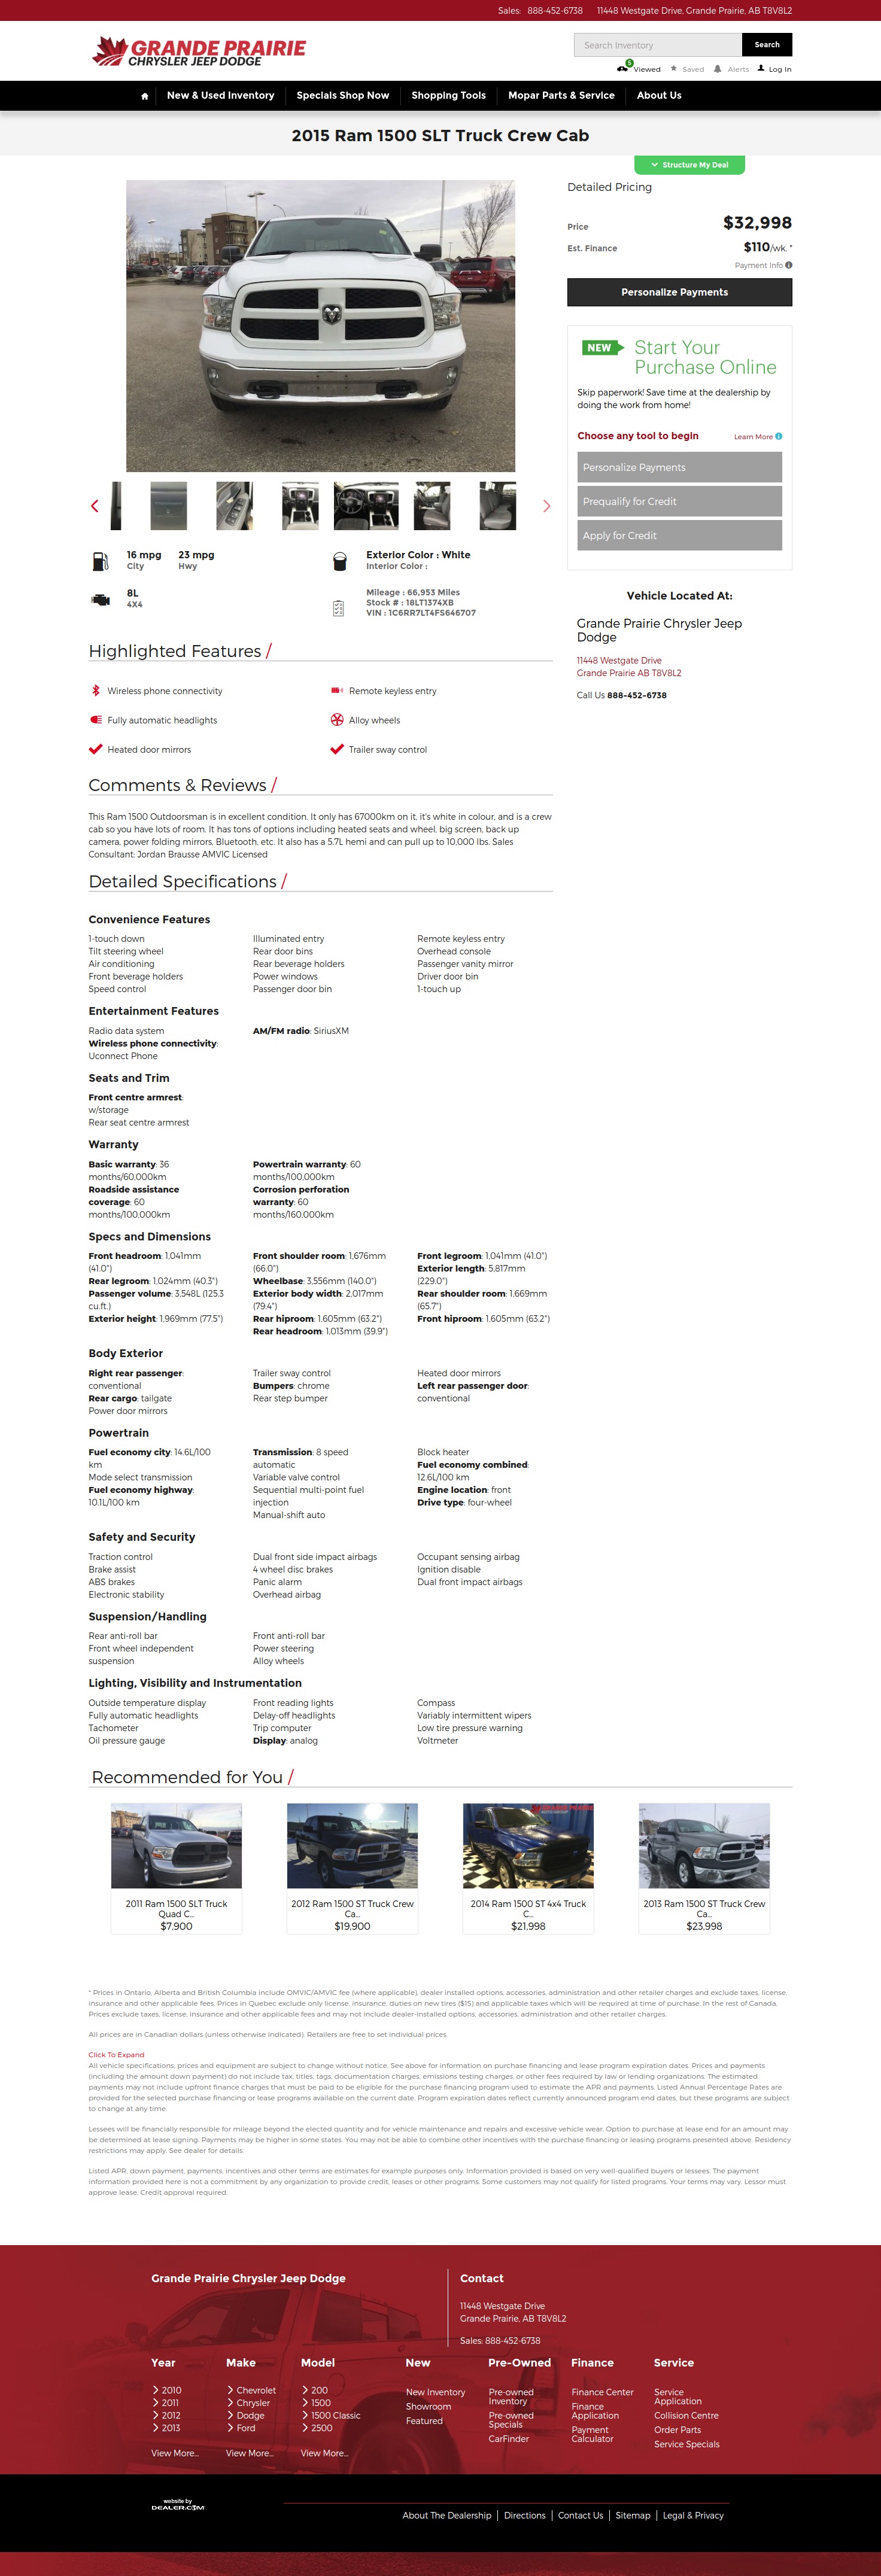 Sales: 888-452-6738 11448 Westgate Drive, Grande Prairie, AB T8V8L2
GRANDE PRAIRIE
CHRYSLER JEEP DODGE
Search Inventory
Search
5
Viewed
Saved
Alerts
Log In
New & Used Inventory
Specials Shop Now
Shopping Tools
Mopar Parts & Service
About Us
2015 Ram 1500 SLT Truck Crew Cab
Structure My Deal
Detailed Pricing
Price $32,998
Est. Finance $110/wk. *
Payment Info
Personalize Payments
NEW
Start Your
Purchase Online
Skip paperwork! Save time at the dealership by
doing the work from home!
Choose any tool to begin
Learn More
Personalize Payments
Prequalify for Credit
Apply for Credit
Vehicle Located At:
Grande Prairie Chrysler Jeep
Dodge
11448 Westgate Drive
Grande Prairie AB T8V8L2
Call Us 888-452-6738
16 mpg 23 mpg
City Hwy
8L
4X4
Exterior Color : White
Interior Color :
Mileage : 66,953 Miles
Stock # : 18LT1374XB
VIN : 1C6RR7LT4FS646707
Highlighted Features /
Wireless phone connectivity
Remote keyless entry
Fully automatic headlights
Alloy wheels
Heated door mirrors
Trailer sway control
Comments & Reviews /
This Ram 1500 Outdoorsman is in excellent condition. It only has 67000km on it, it's white in colour, and is a crew
cab so you have lots of room. It has tons of options including heated seats and wheel, big screen, back up
camera, power folding mirrors, Bluetooth, etc. It also has a 5.7L hemi and can pull up to 10,000 lbs. Sales
Consultant: Jordan Brausse AMVIC Licensed
Detailed Specifications /
Convenience Features
1-touch down
Tilt steering wheel
Air conditioning
Front beverage holders
Speed control
Illuminated entry
Rear door bins
Rear beverage holders
Power windows
Passenger door bin
Remote keyless entry
Overhead console
Passenger vanity mirror
Driver door bin
1-touch up
Entertainment Features
Radio data system
Wireless phone connectivity:
Uconnect Phone
AM/FM radio: SiriusXM
Seats and Trim
Front centre armrest:
w/storage
Rear seat centre armrest
Warranty
Basic warranty: 36
months/60,000km
Roadside assistance
coverage: 60
months/100,000km
Powertrain warranty: 60
months/100,000km
Corrosion perforation
warranty: 60
months/160,000km
Specs and Dimensions
Front headroom: 1,041mm
(41.0")
Rear legroom: 1,024mm (40.3")
Passenger volume: 3,548L (125.3
cu.ft.)
Exterior height: 1,969mm (77.5")
Front shoulder room: 1,676mm
(66.0")
Wheelbase: 3,556mm (140.0")
Exterior body width: 2,017mm
(79.4")
Rear hiproom: 1,605mm (63.2")
Rear headroom: 1,013mm (39.9")
Front legroom: 1,041mm (41.0")
Exterior length: 5,817mm
(229.0")
Rear shoulder room: 1,669mm
(65.7")
Front hiproom: 1,605mm (63.2")
Body Exterior
Right rear passenger:
conventional
Rear cargo: tailgate
Power door mirrors
Trailer sway control
Bumpers: chrome
Rear step bumper
Heated door mirrors
Left rear passenger door:
conventional
Powertrain
Fuel economy city: 14.6L/100
km
Mode select transmission
Fuel economy highway:
10.1L/100 km
Transmission: 8 speed
automatic
Variable valve control
Sequential multi-point fuel
injection
Manual-shift auto
Block heater
Fuel economy combined:
12.6L/100 km
Engine location: front
Drive type: four-wheel
Safety and Security
Traction control
Brake assist
ABS brakes
Electronic stability
Dual front side impact airbags
4 wheel disc brakes
Panic alarm
Overhead airbag
Occupant sensing airbag
Ignition disable
Dual front impact airbags
Suspension/Handling
Rear anti-roll bar
Front wheel independent
suspension
Front anti-roll bar
Power steering
Alloy wheels
Lighting, Visibility and Instrumentation
Outside temperature display
Fully automatic headlights
Tachometer
Oil pressure gauge
Front reading lights
Delay-off headlights
Trip computer
Display: analog
Compass
Variably intermittent wipers
Low tire pressure warning
Voltmeter
Recommended for You /
2011 Ram 1500 SLT Truck
Quad C...
$7,900
2012 Ram 1500 ST Truck Crew
Ca...
$19,900
2014 Ram 1500 ST 4x4 Truck
C...
$21,998
2013 Ram 1500 ST Truck Crew
Ca...
$23,998
* Prices in Ontario, Alberta and British Columbia include OMVIC/AMVIC fee (where applicable), dealer installed options, accessories, administration and other retailer charges and exclude taxes, license,
insurance and other applicable fees. Prices in Quebec exclude only license, insurance, duties on new tires ($15) and applicable taxes which will be required at time of purchase. In the rest of Canada,
Prices exclude taxes, license, insurance and other applicable fees and may not include dealer-installed options, accessories, administration and other retailer charges.
All prices are in Canadian dollars (unless otherwise indicated). Retailers are free to set individual prices.
Click To Expand
All vehicle specifications, prices and equipment are subject to change without notice. See above for information on purchase financing and lease program expiration dates. Prices and payments
(including the amount down payment) do not include tax, titles, tags, documentation charges, emissions testing charges, or other fees required by law or lending organizations. The estimated
payments may not include upfront finance charges that must be paid to be eligible for the purchase financing program used to estimate the APR and payments. Listed Annual Percentage Rates are
provided for the selected purchase financing or lease programs available on the current date. Program expiration dates reflect currently announced program end dates, but these programs are subject
to change at any time.
Lessees will be financially responsible for mileage beyond the elected quantity and for vehicle maintenance and repairs and excessive vehicle wear. Option to purchase at lease end for an amount may
be determined at lease signing. Payments may be higher in some states. You may not be able to combine other incentives with the purchase financing or leasing programs presented above. Residency
restrictions may apply. See dealer for details.
Listed APR, down payment, payments, incentives and other terms are estimates for example purposes only. Information provided is based on very well-qualified buyers or lessees. The payment
information provided here is not a commitment by any organization to provide credit, leases or other programs. Some customers may not qualify for listed programs. Your terms may vary. Lessor must
approve lease. Credit approval required.
Grande Prairie Chrysler Jeep Dodge
Contact
11448 Westgate Drive
Grande Prairie, AB T8V8L2
Sales: 888-452-6738
Year
2010
2011
2012
2013
View More...
Make
Chevrolet
Chrysler
Dodge
Ford
View More...
Model
200
1500
1500 Classic
2500
View More...
New
New Inventory
Showroom
Featured
Pre-Owned
Pre-owned
Inventory
Pre-owned
Specials
CarFinder
Finance
Finance Center
Finance
Application
Payment
Calculator
Service
Service
Application
Collision Centre
Order Parts
Service Specials
website by
DEALER.COM
About The Dealership | Directions | Contact Us | Sitemap | Legal & Privacy